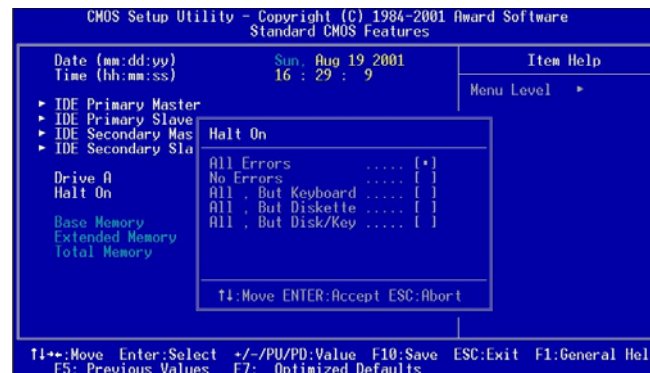 CMOS Setup Utility - Copyright (C) 1984-2001 Award Software
Standard CMOS Features
Date (mm:dd:yy) Sun, Aug 19 2001
Time (hh:mm:ss) 16 : 29 : 9
Item Help
Menu Level ►
► IDE Primary Master
► IDE Primary Slave
► IDE Secondary Mas
► IDE Secondary Sla
Drive A
Halt On
Base Memory
Extended Memory
Total Memory
Halt On
All Errors ..... [▪]
No Errors ..... [ ]
All , But Keyboard ..... [ ]
All , But Diskette ..... [ ]
All , But Disk/Key ..... [ ]
↑↓:Move ENTER:Accept ESC:Abort
↑↓→←:Move Enter:Select +/-/PU/PD:Value F10:Save ESC:Exit F1:General Hel
F5: Previous Values F7: Optimized Defaults